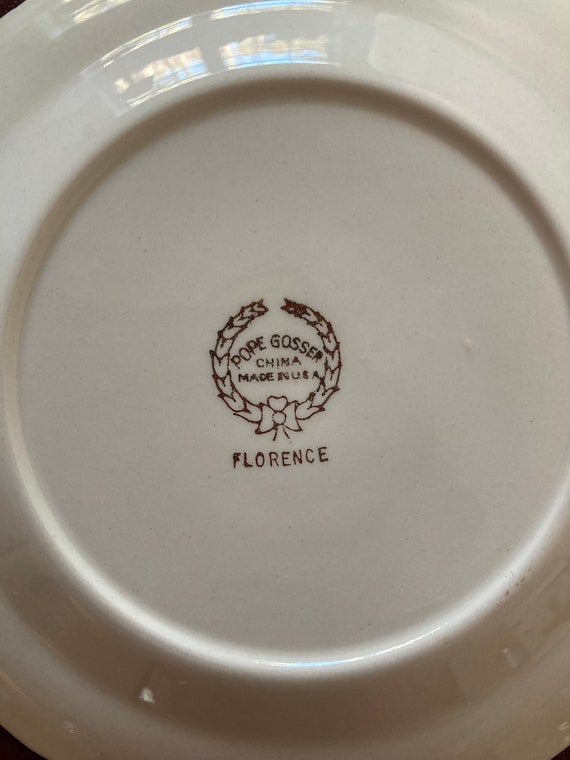 POPE GOSSER
CHINA
MADE IN U.S.A.
FLORENCE